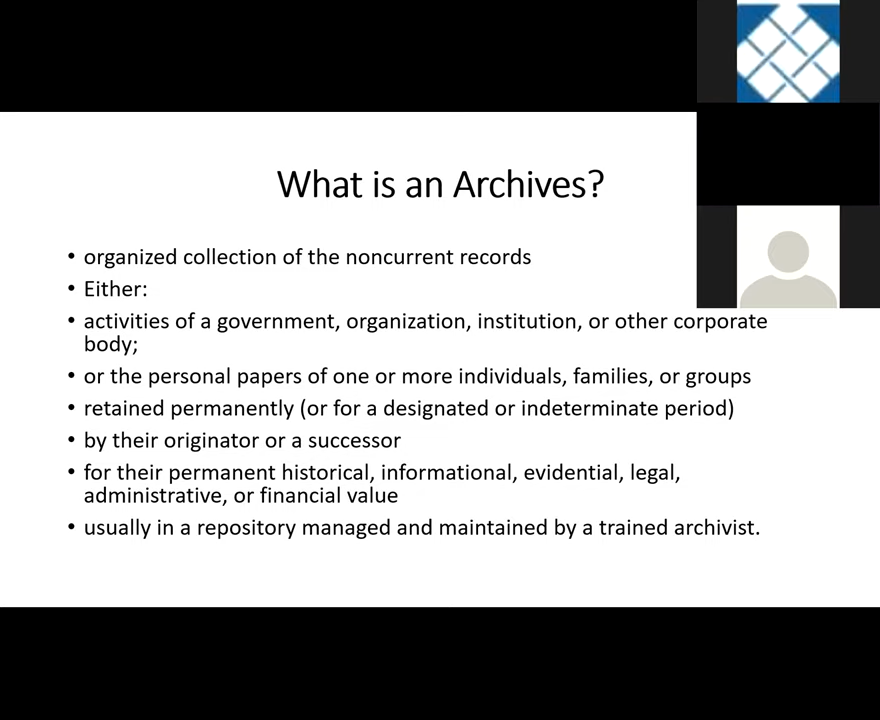 What is an Archives?
• organized collection of the noncurrent records
• Either:
• activities of a government, organization, institution, or other corporate
body;
• or the personal papers of one or more individuals, families, or groups
• retained permanently (or for a designated or indeterminate period)
• by their originator or a successor
• for their permanent historical, informational, evidential, legal,
administrative, or financial value
• usually in a repository managed and maintained by a trained archivist.